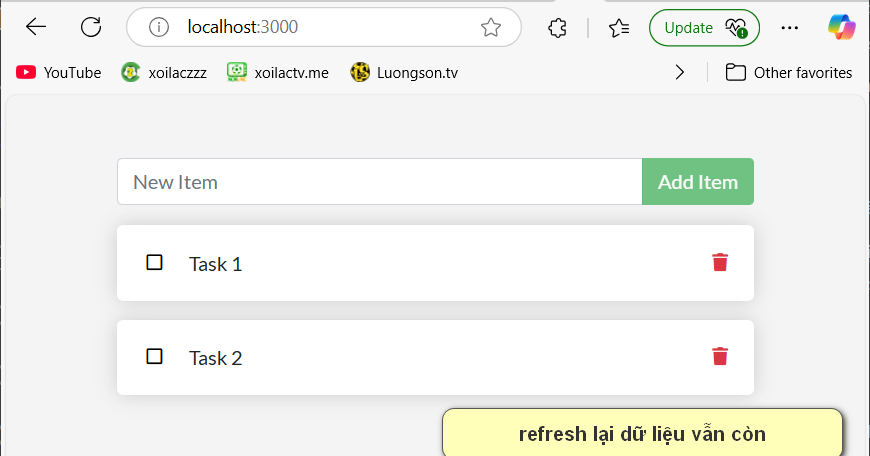 localhost:3000
Update
YouTube
xoilaczzz
xoilactv.me
Luongson.tv
Other favorites
New Item
Add Item
Task 1
Task 2
refresh lại dữ liệu vẫn còn